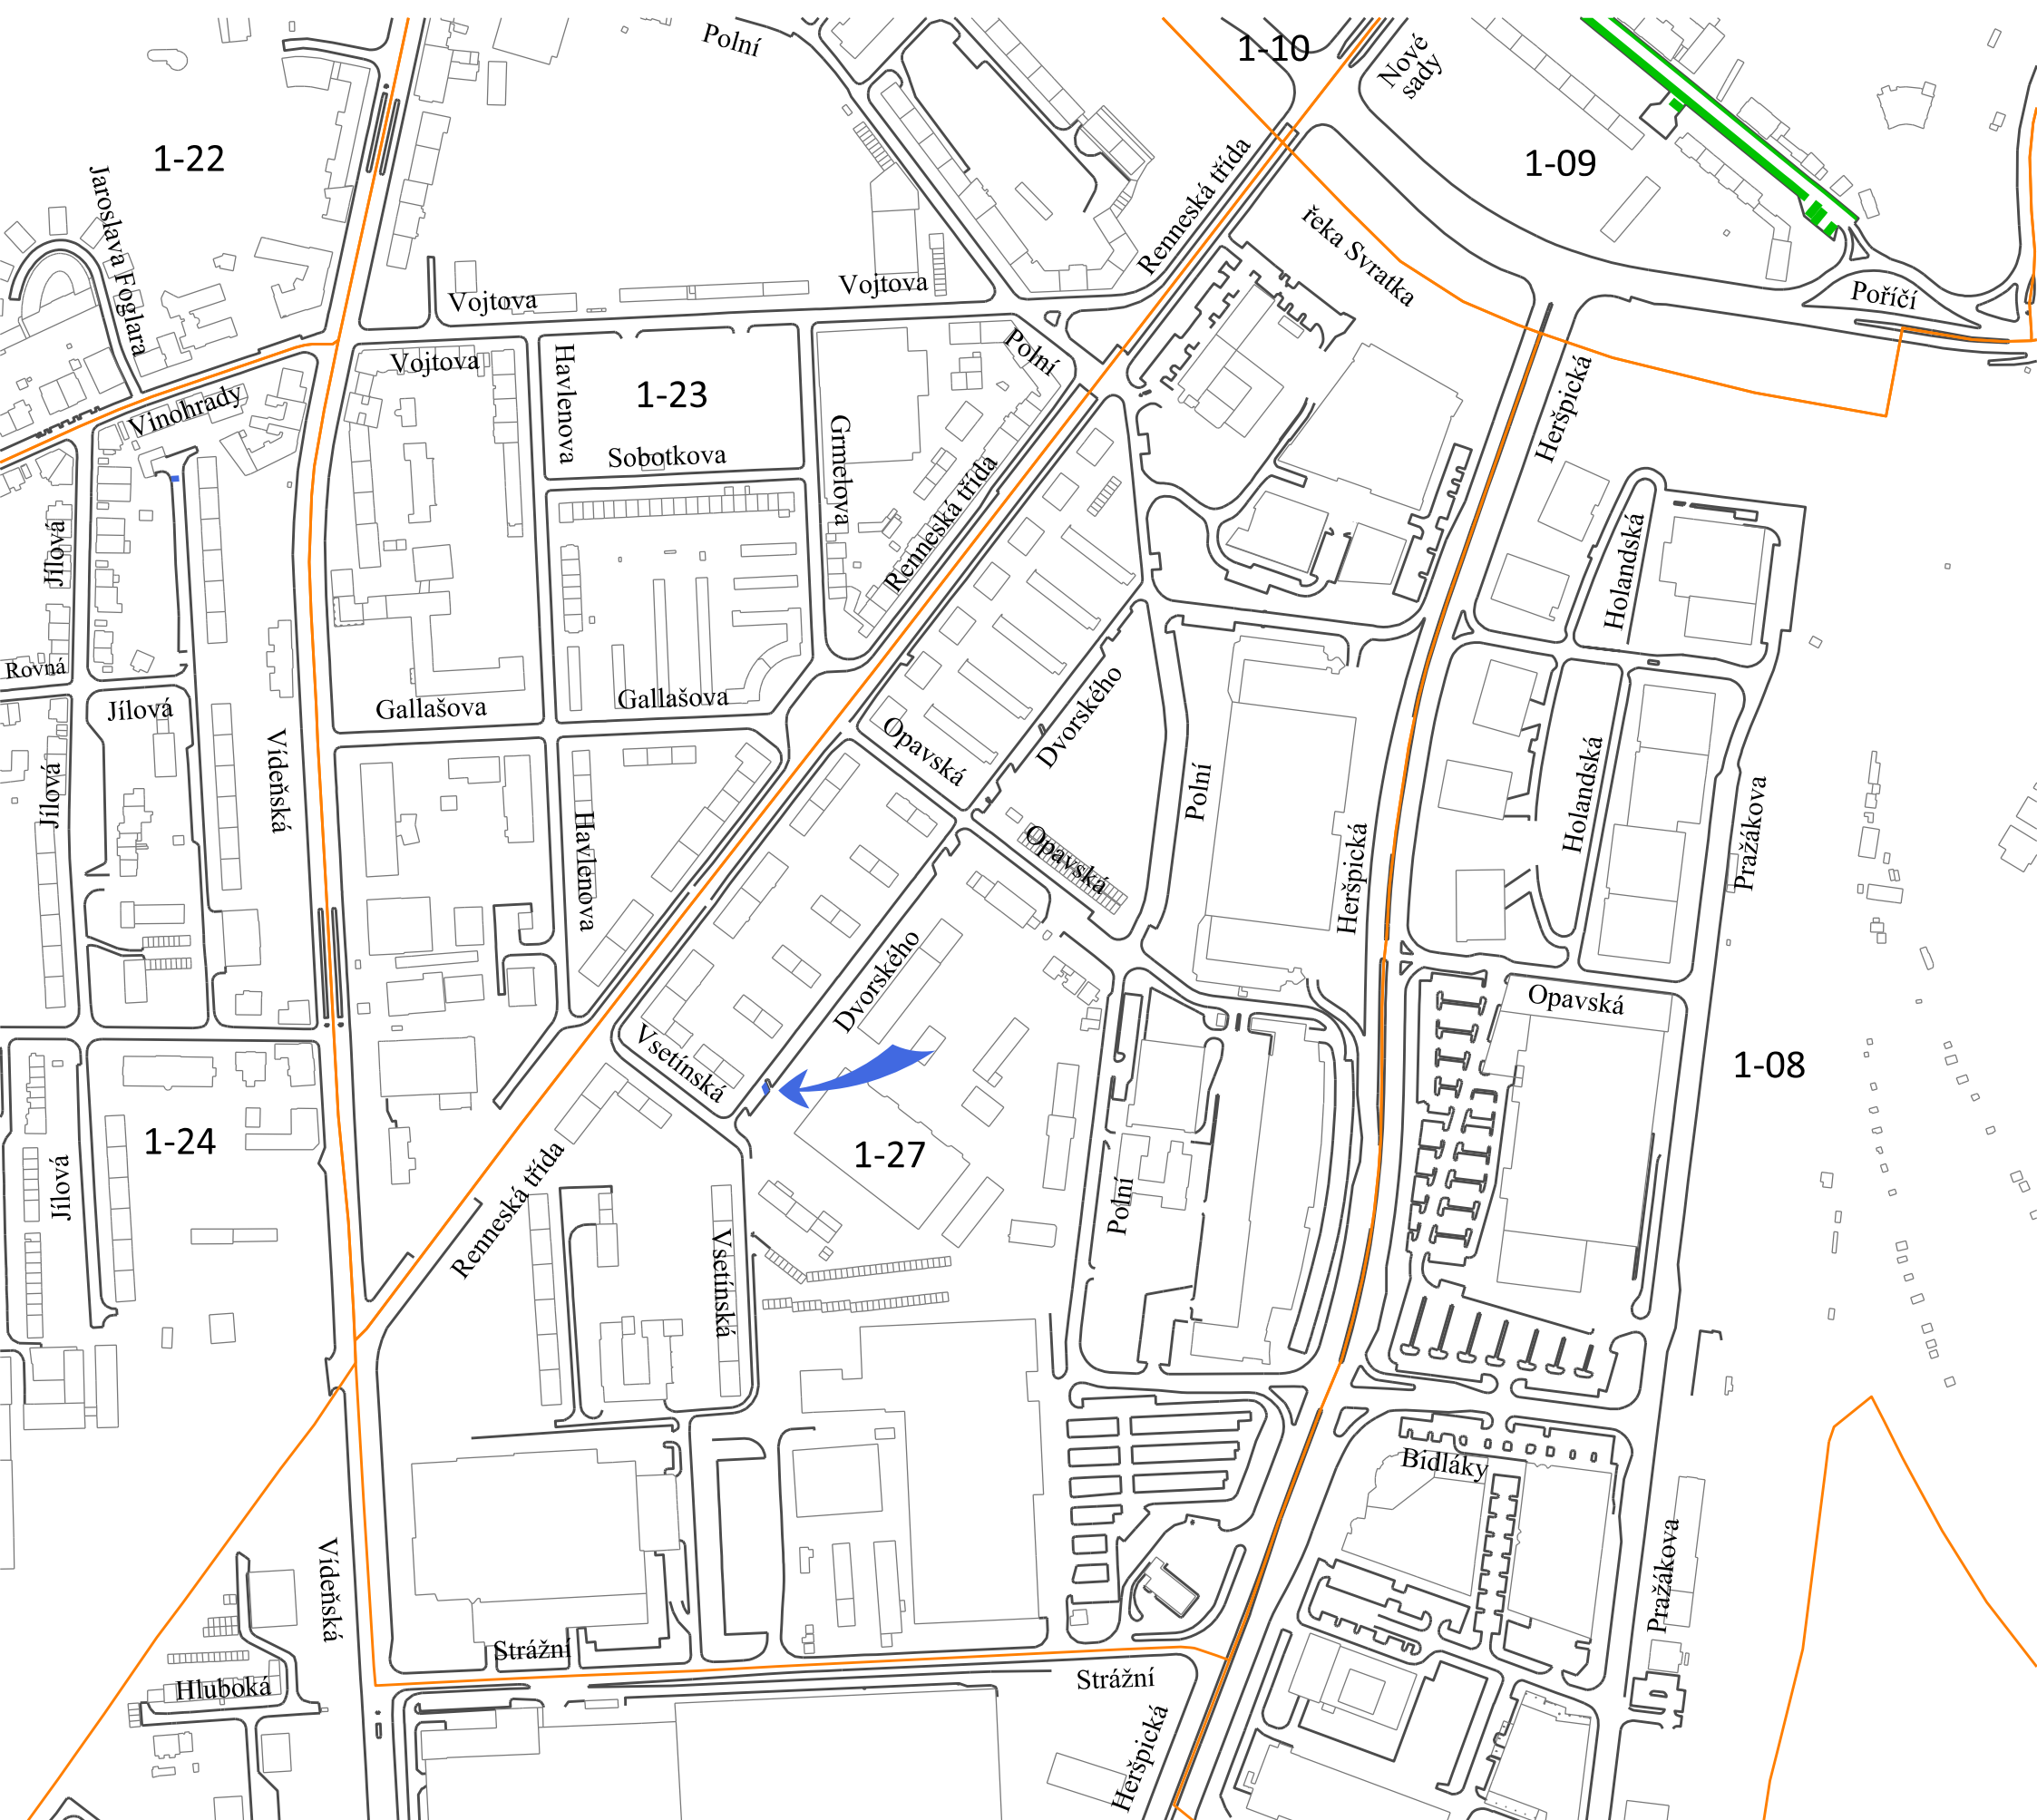 Polní
1-10
Nové
sady
1-22
1-09
Jaroslava Foglara
Renneská třída
řeka Svratka
Vojtova
Vojtova
Poříčí
Vojtova
Havlenova
Polní
1-23
Heršpická
Vinohrady
Grmelova
Sobotkova
Renneská třída
Jílová
Holandská
Rovná
Jílová
Gallašova
Gallašova
Dvorského
Opavská
Vídeňská
Jílová
Polní
Holandská
Pražákova
Havlenova
Opavská
Heršpická
Dvorského
Opavská
Vsetínská
1-08
1-24
1-27
Jílová
Renneská třída
Polní
Vsetínská
Bidláky
Vídeňská
Pražákova
Strážní
Strážní
Hluboká
Heršpická